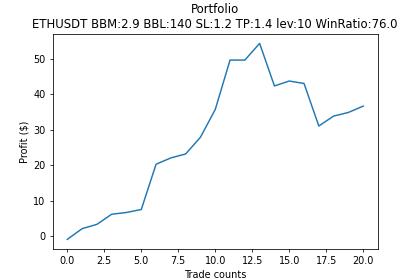 Portfolio
ETHUSDT BBM:2.9 BBL:140 SL:1.2 TP:1.4 lev:10 WinRatio:76.0
Profit ($)
50
40
30
20
10
0
0.0 2.5 5.0 7.5 10.0 12.5 15.0 17.5 20.0
Trade counts